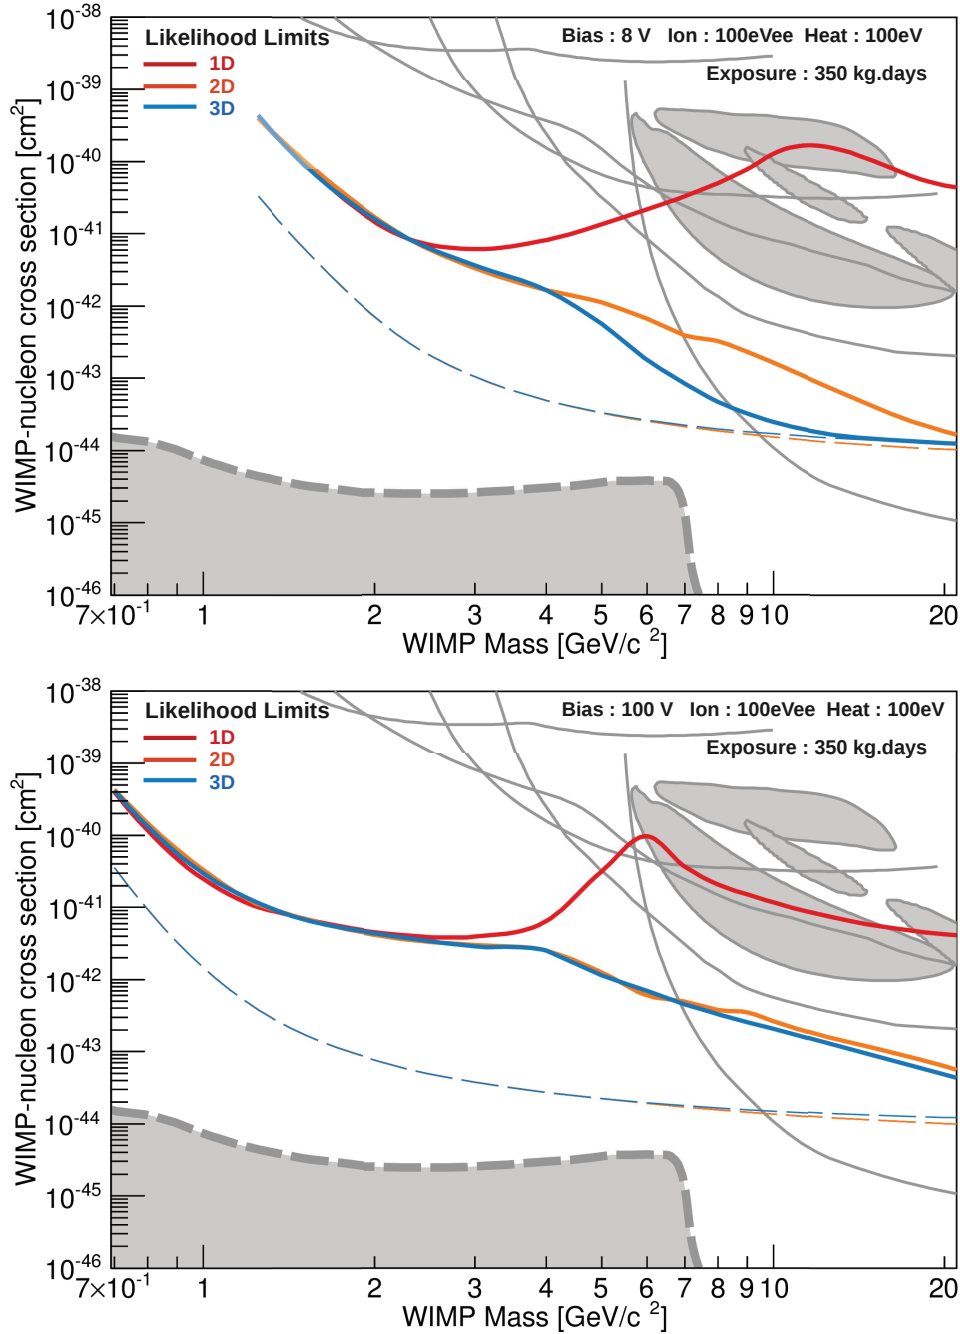 Likelihood Limits
1D
2D
3D
Bias : 8 V Ion : 100eVee Heat : 100eV
Exposure : 350 kg.days
WIMP-nucleon cross section [cm²]
10⁻³⁸
10⁻³⁹
10⁻⁴⁰
10⁻⁴¹
10⁻⁴²
10⁻⁴³
10⁻⁴⁴
10⁻⁴⁵
10⁻⁴⁶
7×10⁻¹ 1 2 3 4 5 6 7 8 9 10 20
WIMP Mass [GeV/c ²]
Likelihood Limits
1D
2D
3D
Bias : 100 V Ion : 100eVee Heat : 100eV
Exposure : 350 kg.days
WIMP-nucleon cross section [cm²]
10⁻³⁸
10⁻³⁹
10⁻⁴⁰
10⁻⁴¹
10⁻⁴²
10⁻⁴³
10⁻⁴⁴
10⁻⁴⁵
10⁻⁴⁶
7×10⁻¹ 1 2 3 4 5 6 7 8 9 10 20
WIMP Mass [GeV/c ²]